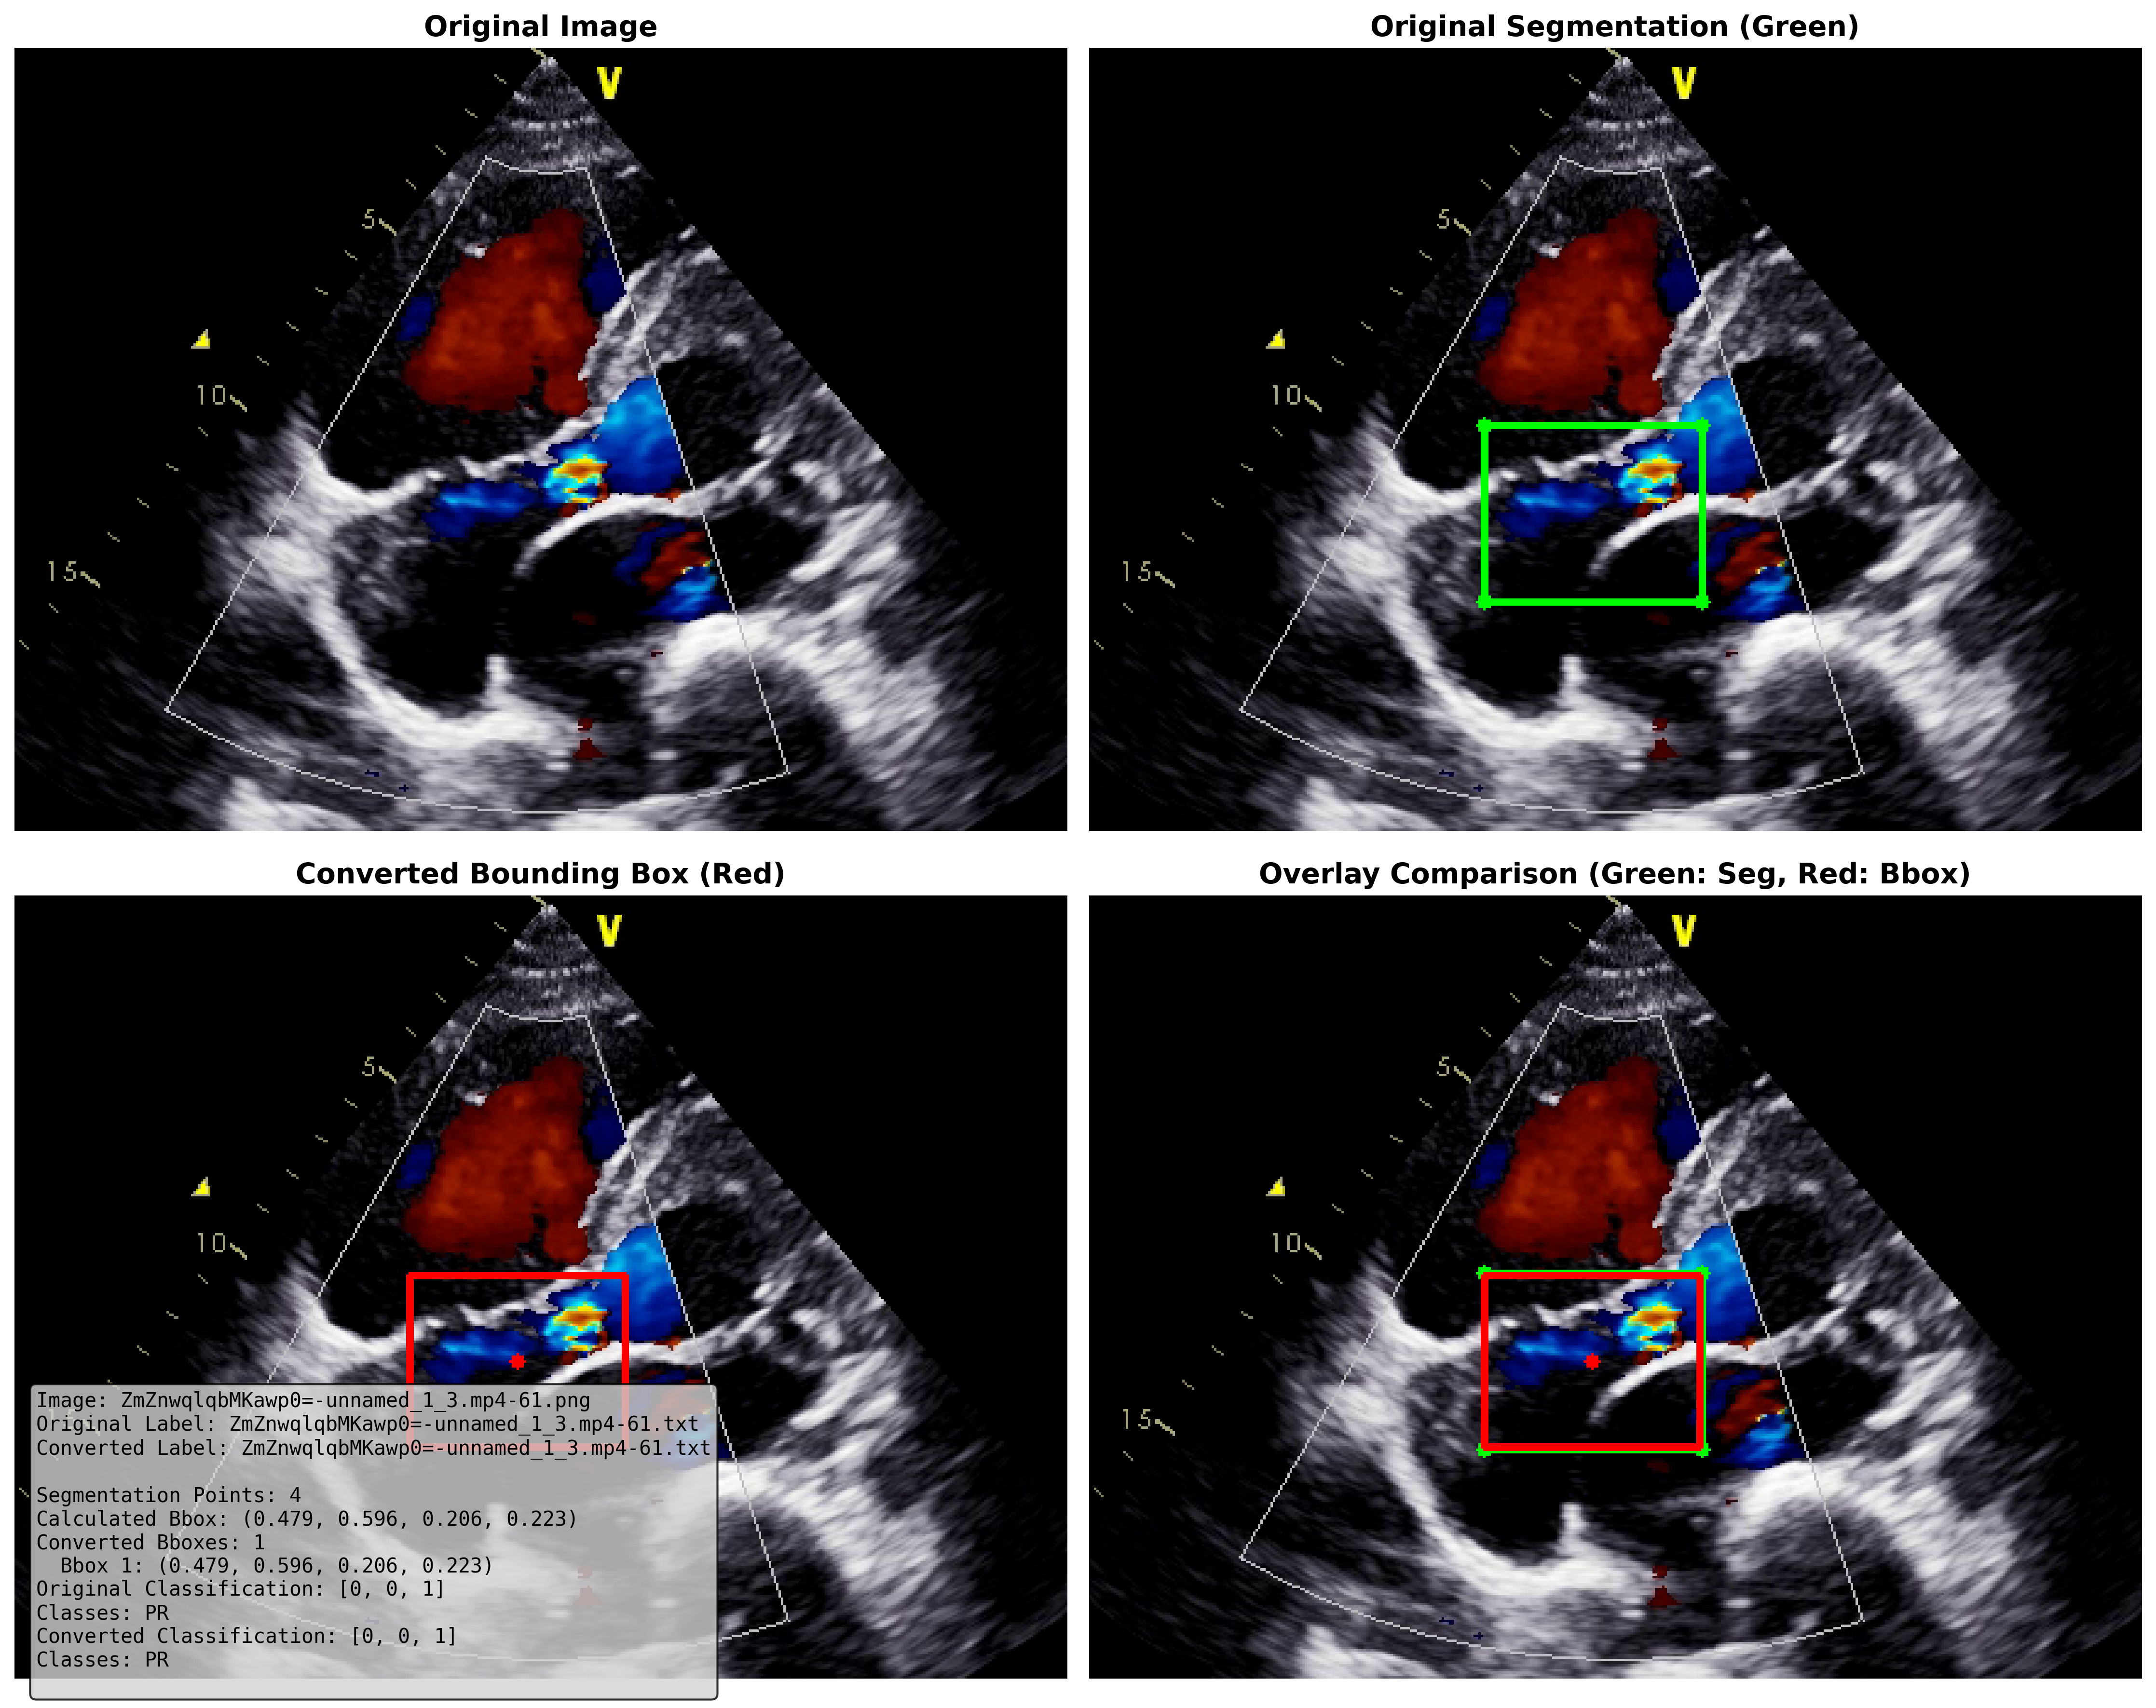 Original Image
Original Segmentation (Green)
V
5
10
15
V
5
10
15
Converted Bounding Box (Red)
Overlay Comparison (Green: Seg, Red: Bbox)
V
5
10
V
5
10
15
Image: ZmZnwqlqbMKawp0=-unnamed_1_3.mp4-61.png
Original Label: ZmZnwqlqbMKawp0=-unnamed_1_3.mp4-61.txt
Converted Label: ZmZnwqlqbMKawp0=-unnamed_1_3.mp4-61.txt
Segmentation Points: 4
Calculated Bbox: (0.479, 0.596, 0.206, 0.223)
Converted Bboxes: 1
Bbox 1: (0.479, 0.596, 0.206, 0.223)
Original Classification: [0, 0, 1]
Classes: PR
Converted Classification: [0, 0, 1]
Classes: PR